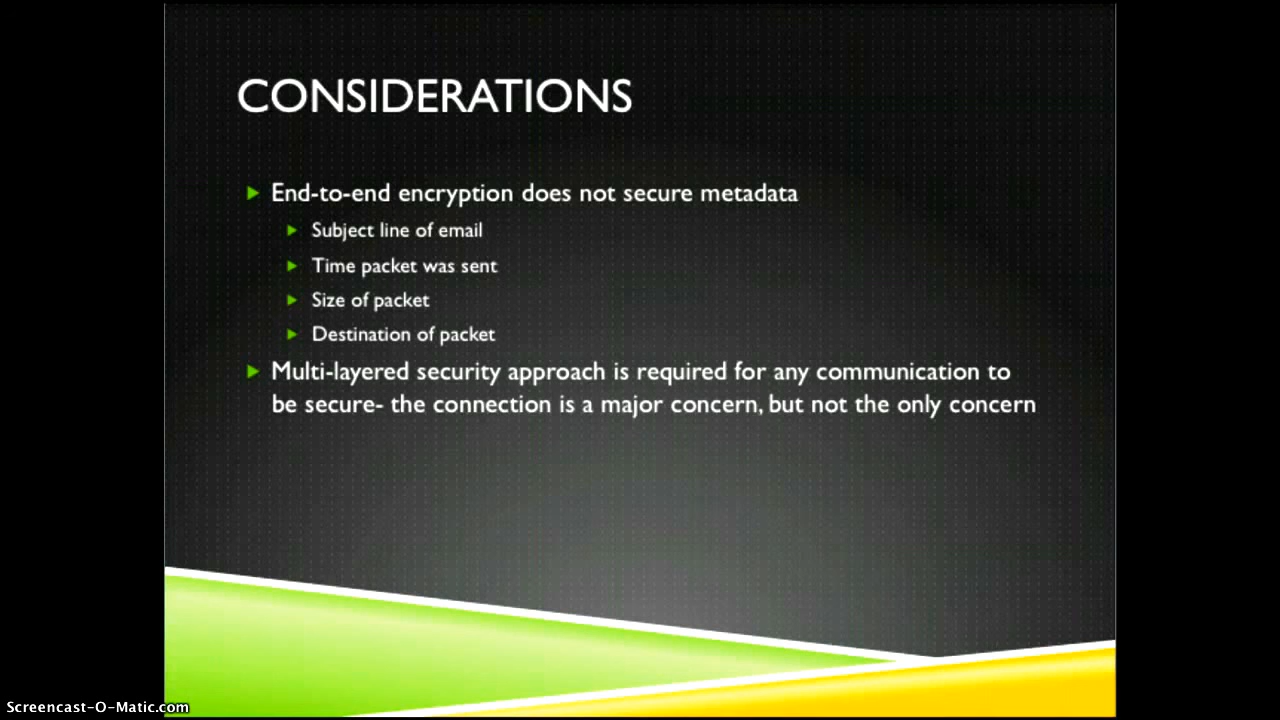 CONSIDERATIONS
End-to-end encryption does not secure metadata
Subject line of email
Time packet was sent
Size of packet
Destination of packet
Multi-layered security approach is required for any communication to
be secure- the connection is a major concern, but not the only concern
Screencast-O-Matic.com